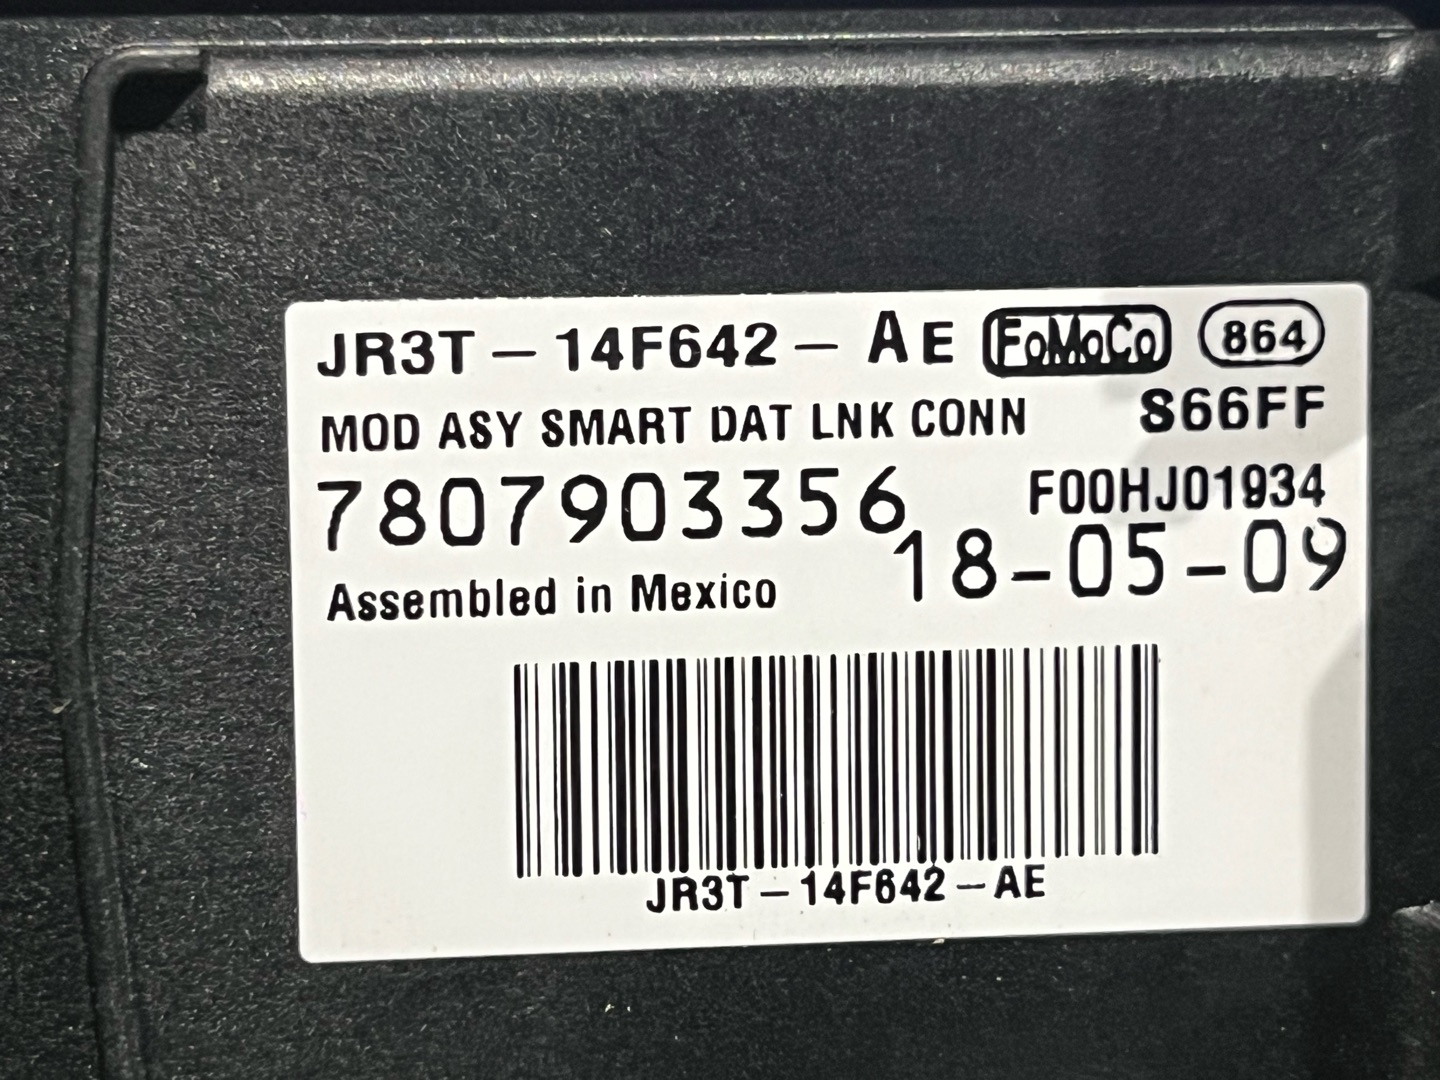 JR3T - 14F642 - AE FoMoCo 864
MOD ASY SMART DAT LNK CONN S66FF
7807903356 F00HJ01934
Assembled in Mexico 18-05-09
JR3T - 14F642 - AE